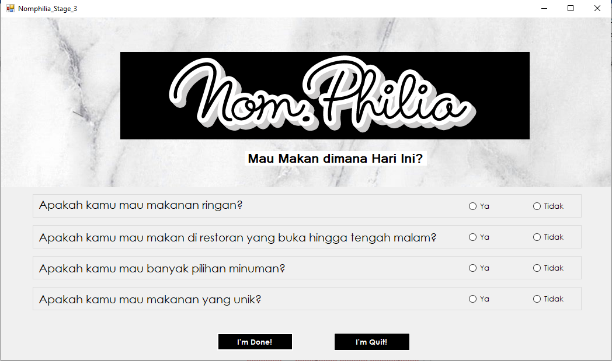 Nomphilia_Stage_3
Nom.Philia
Mau Makan dimana Hari Ini?
Apakah kamu mau makanan ringan? Ya Tidak
Apakah kamu mau makan di restoran yang buka hingga tengah malam? Ya Tidak
Apakah kamu mau banyak pilihan minuman? Ya Tidak
Apakah kamu mau makanan yang unik? Ya Tidak
I'm Done! I'm Quit!